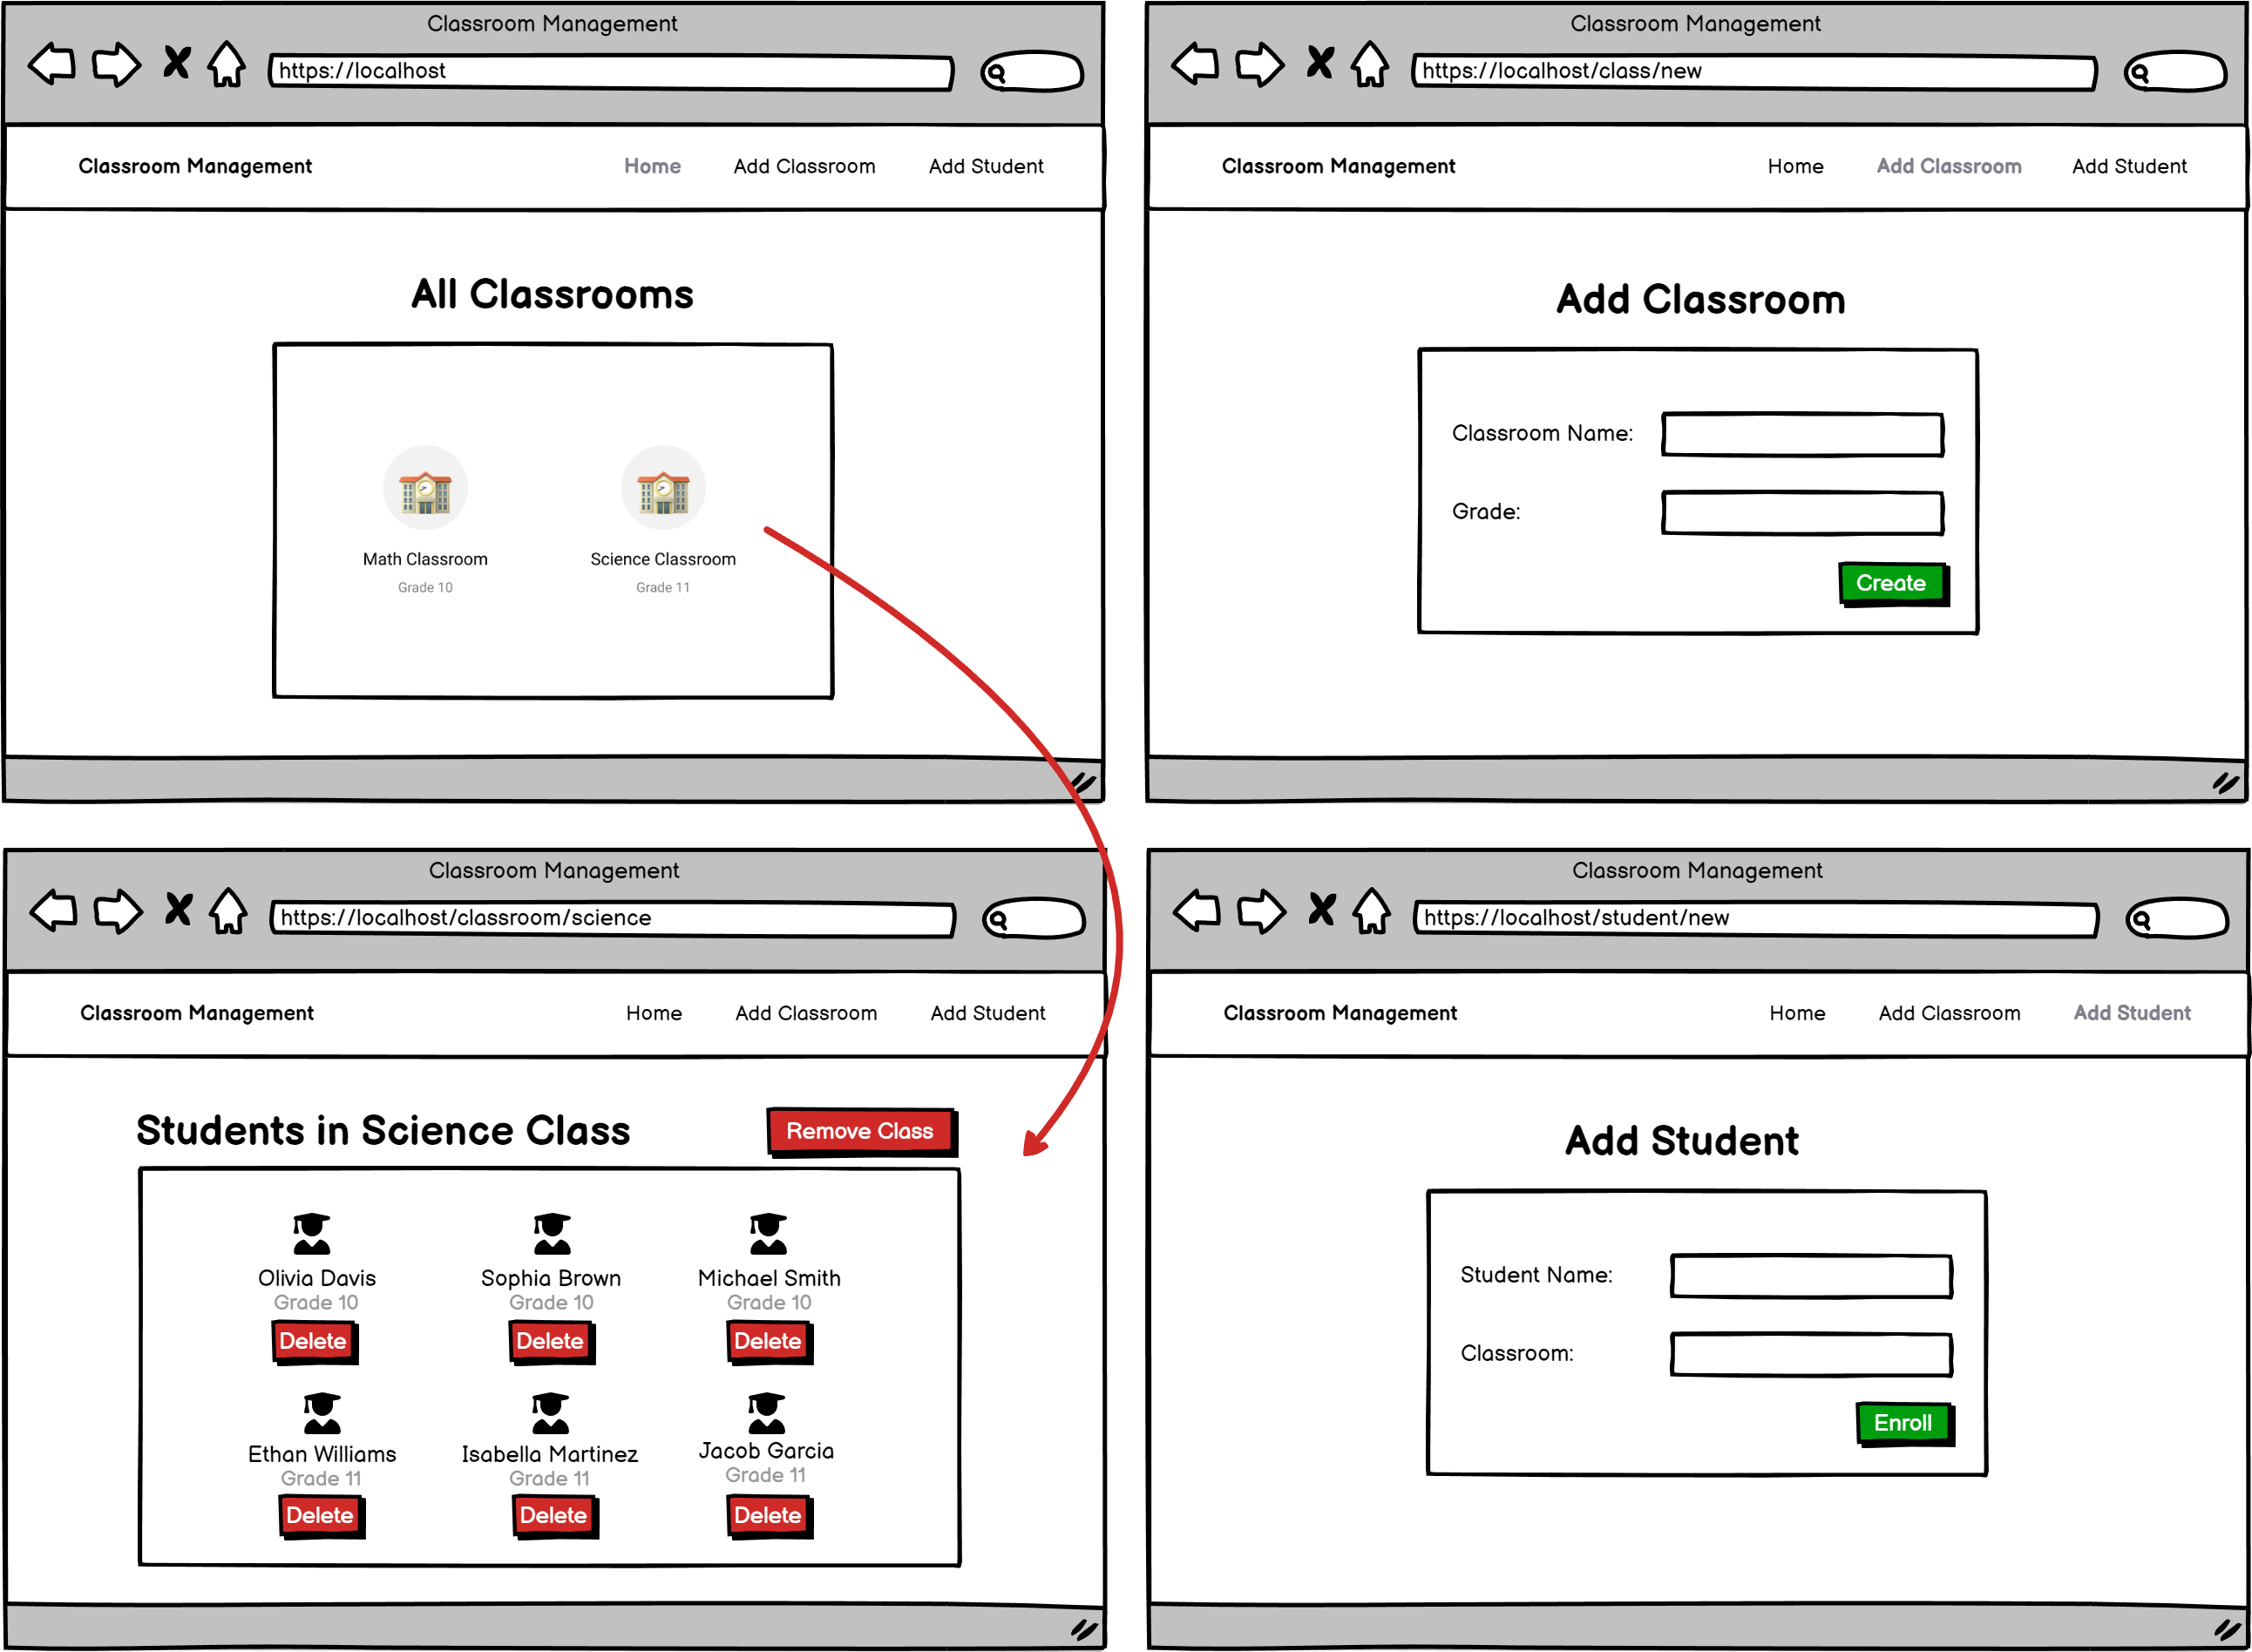 Classroom Management
https://localhost
Classroom Management Home Add Classroom Add Student
All Classrooms
Math Classroom Science Classroom
Grade 10 Grade 11
Classroom Management
https://localhost/class/new
Classroom Management Home Add Classroom Add Student
Add Classroom
Classroom Name:
Grade:
Create
Classroom Management
https://localhost/classroom/science
Classroom Management Home Add Classroom Add Student
Students in Science Class Remove Class
Olivia Davis Sophia Brown Michael Smith
Grade 10 Grade 10 Grade 10
Delete Delete Delete
Ethan Williams Isabella Martinez Jacob Garcia
Grade 11 Grade 11 Grade 11
Delete Delete Delete
Classroom Management
https://localhost/student/new
Classroom Management Home Add Classroom Add Student
Add Student
Student Name:
Classroom:
Enroll